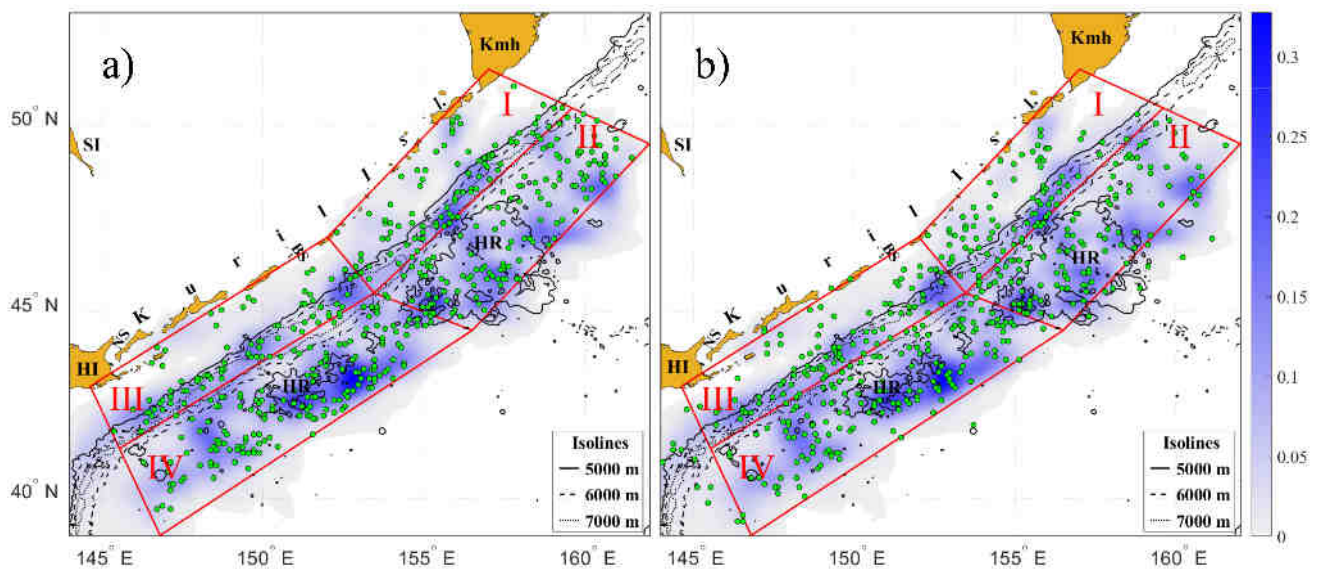 a)
Kmh
50° N
45° N
40° N
SI
I
II
K u r i l I s l.
Bg
HR
HR
NS
HI
III
IV
Isolines
5000 m
6000 m
7000 m
145° E
150° E
155° E
160° E
b)
Kmh
SI
I
II
K u r i l I s l.
HR
HR
NS
HI
III
IV
Isolines
5000 m
6000 m
7000 m
145° E
150° E
155° E
160° E
0.3
0.25
0.2
0.15
0.1
0.05
0